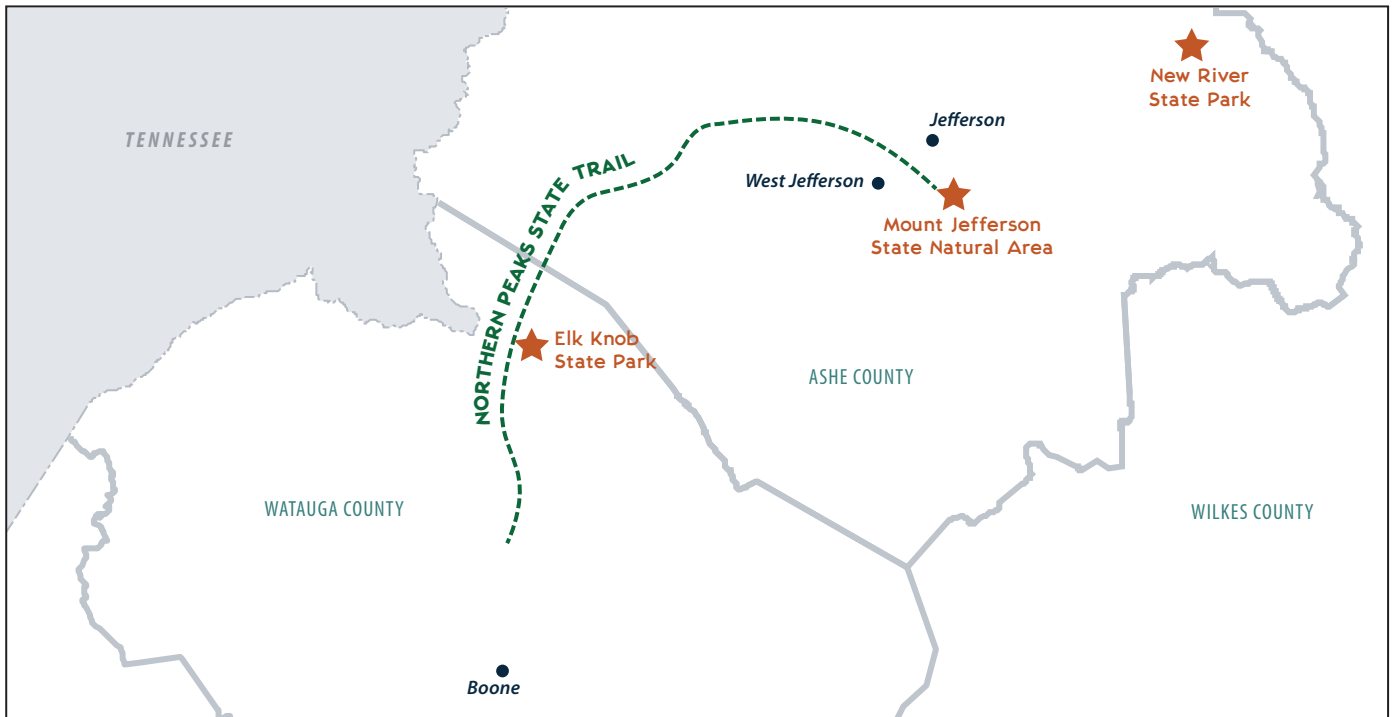 New River
State Park
Jefferson
TENNESSEE
NORTHERN PEAKS STATE TRAIL
West Jefferson
Mount Jefferson
State Natural Area
Elk Knob
State Park
ASHE COUNTY
WATAUGA COUNTY
WILKES COUNTY
Boone